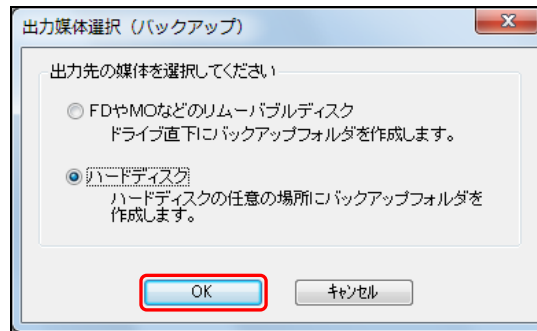 出力媒体選択（バックアップ）
出力先の媒体を選択してください
FDやMOなどのリムーバブルディスク
ドライブ直下にバックアップフォルダを作成します。
ハードディスク
ハードディスクの任意の場所にバックアップフォルダを
作成します。
OK
キャンセル